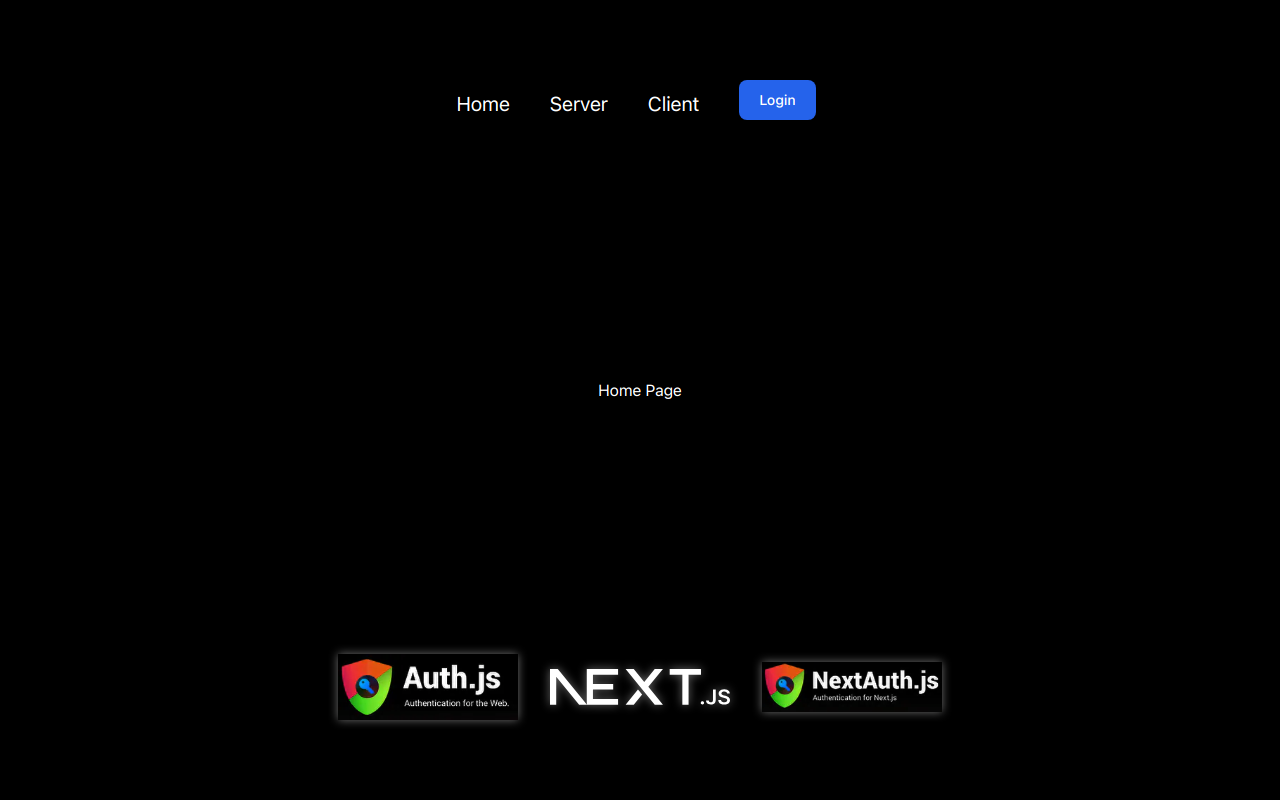 Home Server Client Login
Home Page
Auth.js
Authentication for the Web.
NEXT.JS
NextAuth.js
Authentication for Next.js